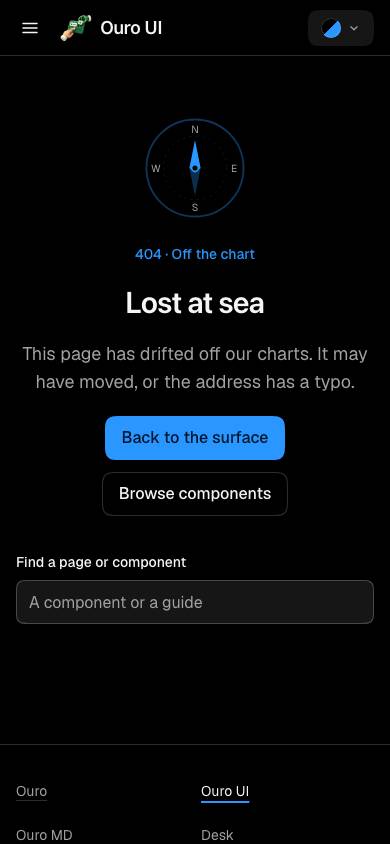 Ouro UI
N
W E
S
404 · Off the chart
Lost at sea
This page has drifted off our charts. It may
have moved, or the address has a typo.
Back to the surface
Browse components
Find a page or component
A component or a guide
Ouro Ouro UI
Ouro MD Desk